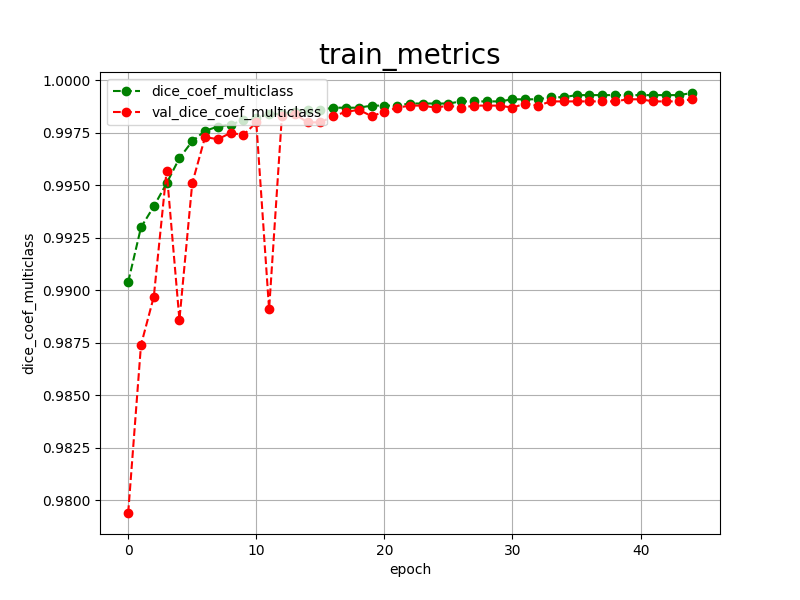 train_metrics
dice_coef_multiclass
val_dice_coef_multiclass
1.0000
0.9975
0.9950
0.9925
0.9900
0.9875
0.9850
0.9825
0.9800
dice_coef_multiclass
0 10 20 30 40
epoch